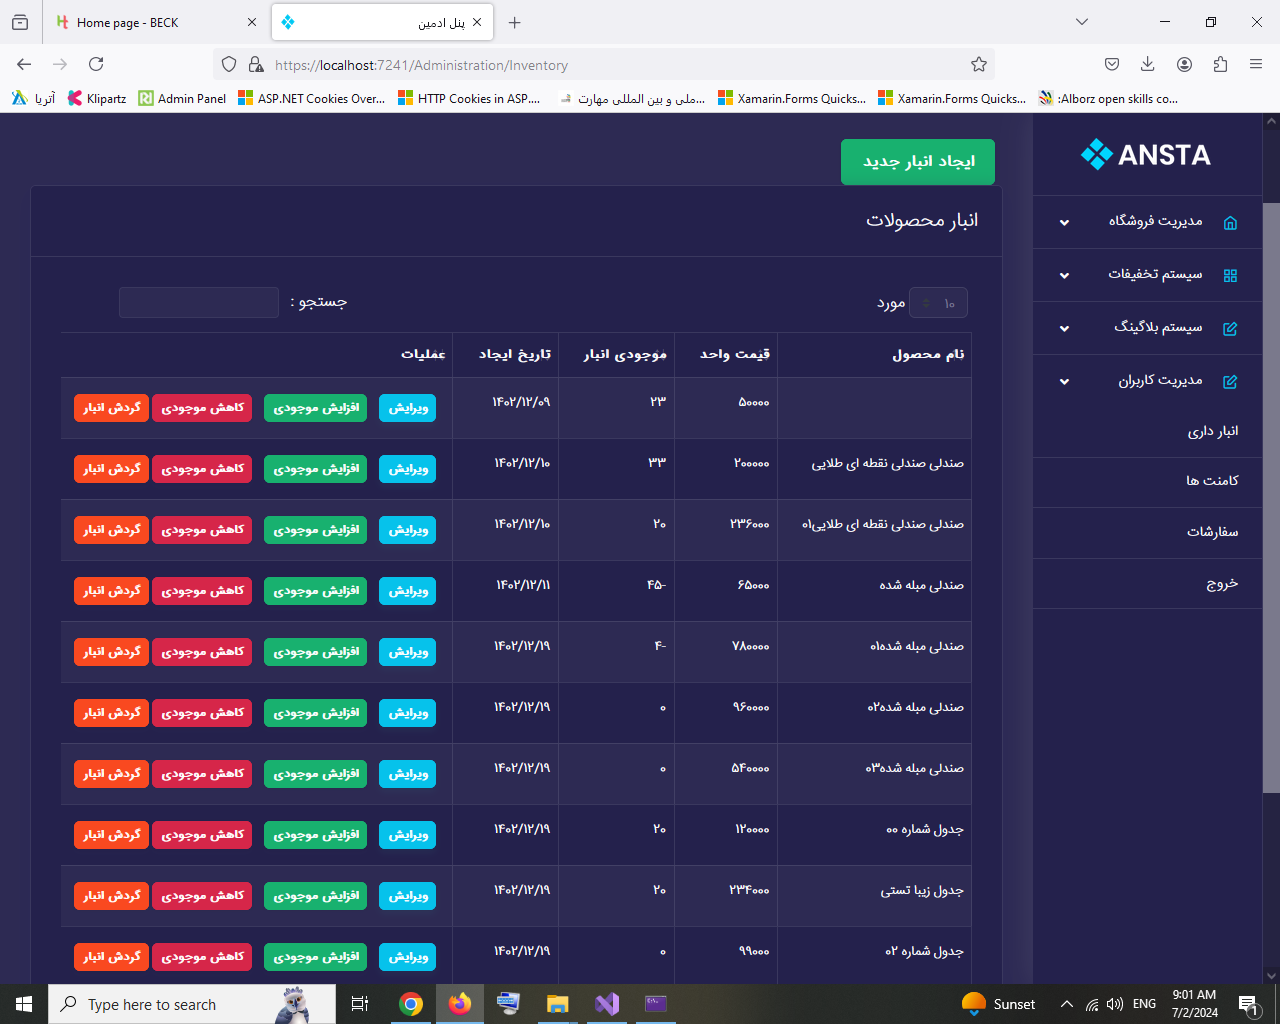 Home page - BECK
پنل ادمین
https://localhost:7241/Administration/Inventory
آتریا
Klipartz
Admin Panel
ASP.NET Cookies Over...
HTTP Cookies in ASP....
ملی و بین المللی مهارت...
Xamarin.Forms Quicks...
Xamarin.Forms Quicks...
:Alborz open skills co...
ANSTA
مدیریت فروشگاه
سیستم تخفیفات
سیستم بلاگینگ
مدیریت کاربران
انبار داری
کامنت ها
سفارشات
خروج
ایجاد انبار جدید
انبار محصولات
۱۰ مورد
جستجو :
نام محصول قیمت واحد موجودی انبار تاریخ ایجاد عملیات
۵۰۰۰۰ ۲۳ ۱۴۰۲/۱۲/۰۹ ویرایش افزایش موجودی کاهش موجودی گردش انبار
صندلی صندلی نقطه ای طلایی ۲۰۰۰۰۰ ۳۳ ۱۴۰۲/۱۲/۱۰ ویرایش افزایش موجودی کاهش موجودی گردش انبار
صندلی صندلی نقطه ای طلایی۰۱ ۲۳۶۰۰۰ ۲۰ ۱۴۰۲/۱۲/۱۰ ویرایش افزایش موجودی کاهش موجودی گردش انبار
صندلی مبله شده ۶۵۰۰۰ -۴۵ ۱۴۰۲/۱۲/۱۱ ویرایش افزایش موجودی کاهش موجودی گردش انبار
صندلی مبله شده۰۱ ۷۸۰۰۰۰ -۴ ۱۴۰۲/۱۲/۱۹ ویرایش افزایش موجودی کاهش موجودی گردش انبار
صندلی مبله شده۰۲ ۹۶۰۰۰۰ ۰ ۱۴۰۲/۱۲/۱۹ ویرایش افزایش موجودی کاهش موجودی گردش انبار
صندلی مبله شده۰۳ ۵۴۰۰۰۰ ۰ ۱۴۰۲/۱۲/۱۹ ویرایش افزایش موجودی کاهش موجودی گردش انبار
جدول شماره ۰۰ ۱۲۰۰۰۰ ۲۰ ۱۴۰۲/۱۲/۱۹ ویرایش افزایش موجودی کاهش موجودی گردش انبار
جدول زیبا تستی ۲۳۴۰۰۰ ۲۰ ۱۴۰۲/۱۲/۱۹ ویرایش افزایش موجودی کاهش موجودی گردش انبار
جدول شماره ۰۲ ۹۹۰۰۰ ۰ ۱۴۰۲/۱۲/۱۹ ویرایش افزایش موجودی کاهش موجودی گردش انبار
Type here to search
Sunset
ENG
9:01 AM
7/2/2024
1